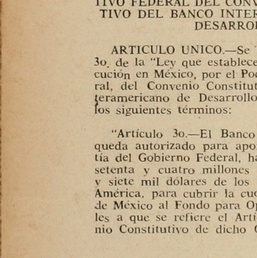 TIVO FEDERAL DEL CONV
TIVO DEL BANCO INTER
DESARRO
ARTICULO UNICO.—Se
3o. de la "Ley que establece
cución en México, por el Po
ral, del Convenio Constitut
teramericano de Desarrollo
los siguientes términos:
"Artículo 3o.—El Banco
queda autorizado para apo
tía del Gobierno Federal, ha
setenta y cuatro millones
y siete mil dólares de los
América, para cubrir la cu
de México al Fondo para Op
les a que se refiere el Artí
nio Constitutivo de dicho